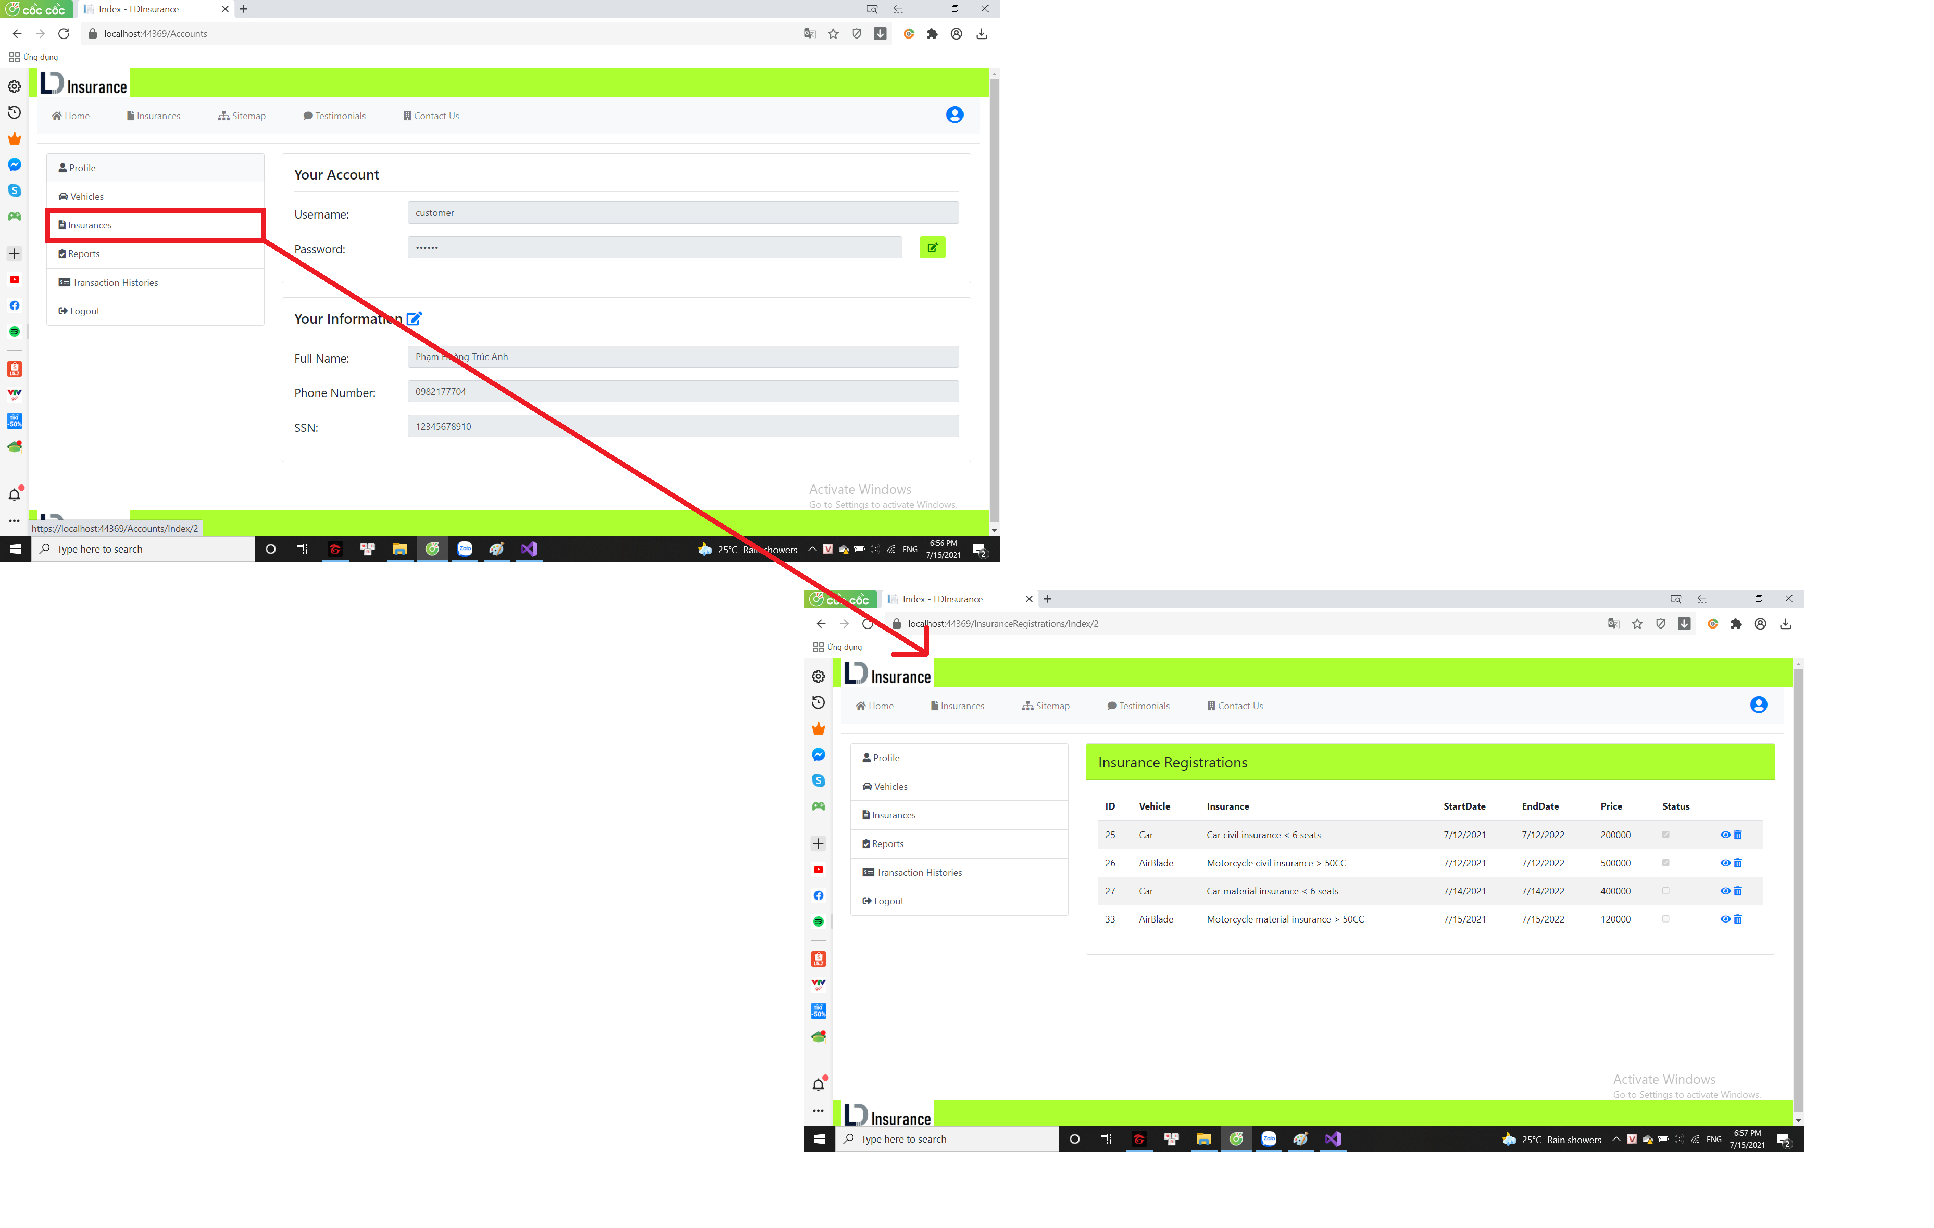 cốc cốc
Index - LDInsurance
localhost:44369/Accounts
Ứng dụng
LD Insurance
Home
Insurances
Sitemap
Testimonials
Contact Us
Profile
Vehicles
Insurances
Reports
Transaction Histories
Logout
Your Account
Username:
customer
Password:
••••••
Your Information
Full Name:
Phạm Hoàng Trúc Anh
Phone Number:
0982177704
SSN:
12345678910
Activate Windows
Go to Settings to activate Windows.
https://localhost:44369/Accounts/Index/2
Type here to search
25°C Rain showers
ENG
6:56 PM
7/15/2021
cốc cốc
Index - LDInsurance
localhost:44369/InsuranceRegistrations/Index/2
Ứng dụng
LD Insurance
Home
Insurances
Sitemap
Testimonials
Contact Us
Profile
Vehicles
Insurances
Reports
Transaction Histories
Logout
Insurance Registrations
ID Vehicle Insurance StartDate EndDate Price Status
25 Car Car civil insurance < 6 seats 7/12/2021 7/12/2022 200000
26 AirBlade Motorcycle civil insurance > 50CC 7/12/2021 7/12/2022 500000
27 Car Car material insurance < 6 seats 7/14/2021 7/14/2022 400000
33 AirBlade Motorcycle material insurance > 50CC 7/15/2021 7/15/2022 120000
Activate Windows
Go to Settings to activate Windows.
LD Insurance
Type here to search
25°C Rain showers
ENG
6:57 PM
7/15/2021